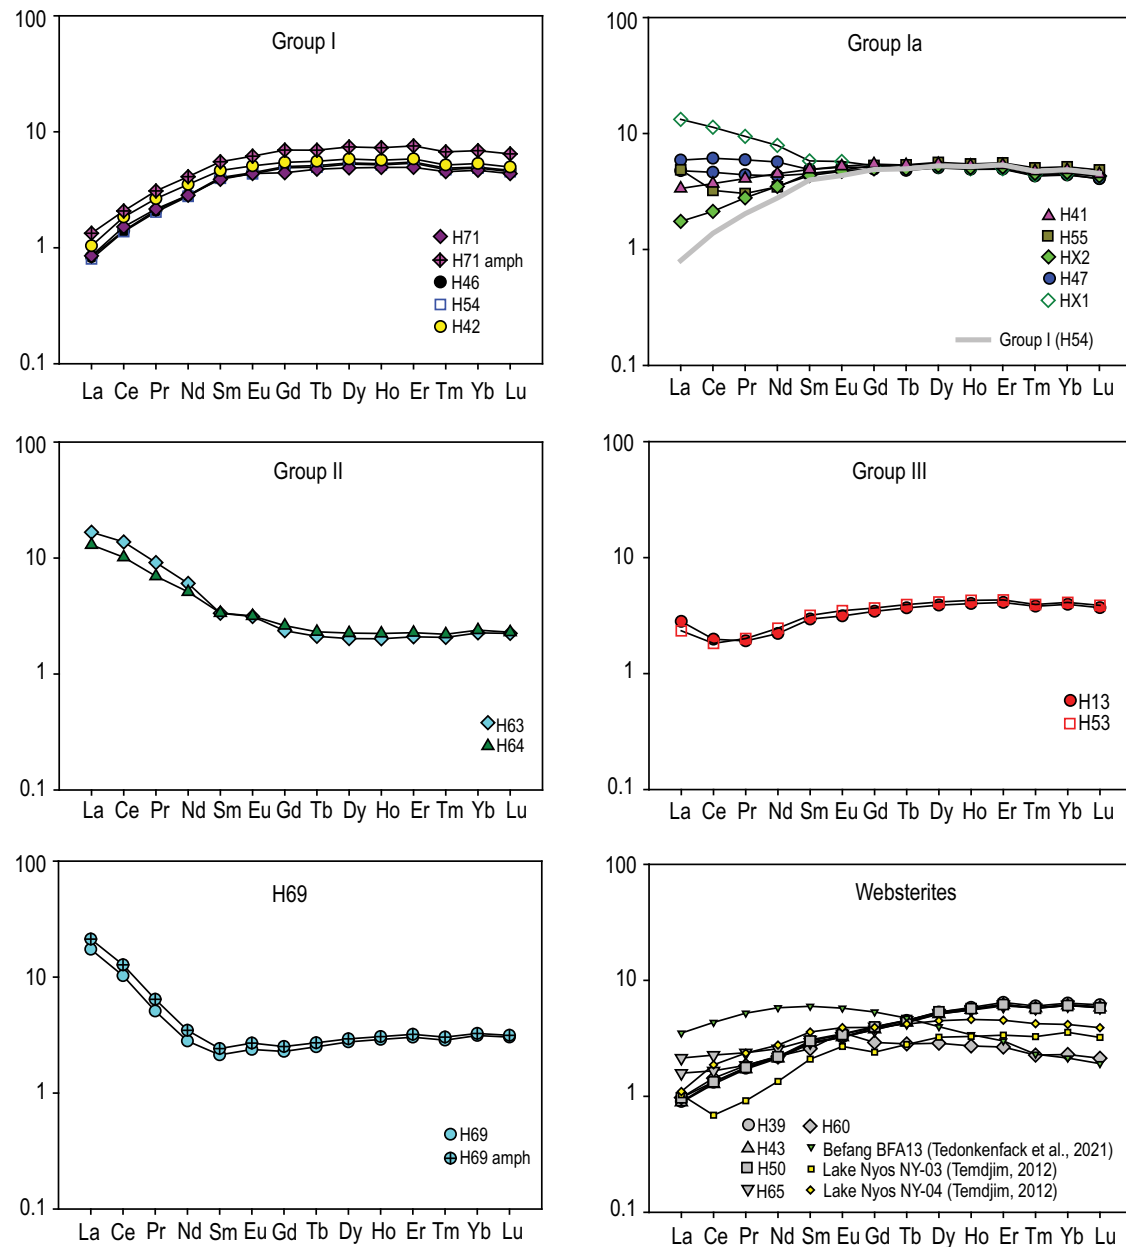 Group I
100
10
1
0.1
H71
H71 amph
H46
H54
H42
La Ce Pr Nd Sm Eu Gd Tb Dy Ho Er Tm Yb Lu
Group Ia
100
10
1
0.1
H41
H55
HX2
H47
HX1
Group I (H54)
La Ce Pr Nd Sm Eu Gd Tb Dy Ho Er Tm Yb Lu
Group II
100
10
1
0.1
H63
H64
La Ce Pr Nd Sm Eu Gd Tb Dy Ho Er Tm Yb Lu
Group III
100
10
1
0.1
H13
H53
La Ce Pr Nd Sm Eu Gd Tb Dy Ho Er Tm Yb Lu
H69
100
10
1
0.1
H69
H69 amph
La Ce Pr Nd Sm Eu Gd Tb Dy Ho Er Tm Yb Lu
Websterites
100
10
1
0.1
H39
H43
H50
H65
H60
Befang BFA13 (Tedonkenfack et al., 2021)
Lake Nyos NY-03 (Temdjim, 2012)
Lake Nyos NY-04 (Temdjim, 2012)
La Ce Pr Nd Sm Eu Gd Tb Dy Ho Er Tm Yb Lu